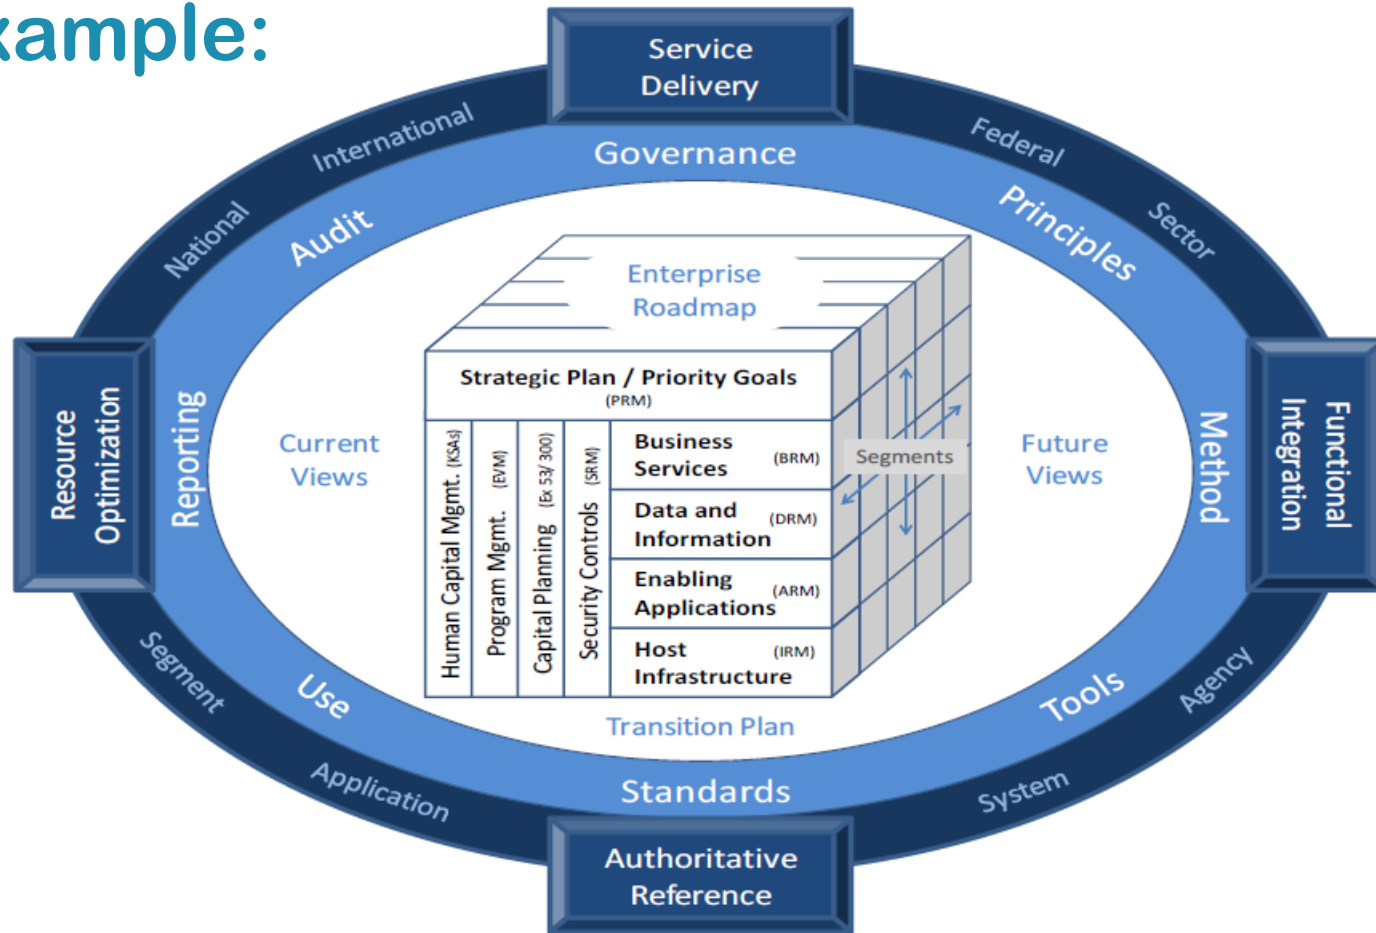 xample:
Service
Delivery
International
Federal
Governance
National
Audit
Principles
Sector
Enterprise
Roadmap
Strategic Plan / Priority Goals
(PRM)
Resource
Optimization
Reporting
Current
Views
Human Capital Mgmt. (KSAs)
Program Mgmt. (EVM)
Capital Planning (Ex 53/ 300)
Security Controls (SRM)
Business
Services (BRM)
Data and
Information (DRM)
Enabling
Applications (ARM)
Host
Infrastructure (IRM)
Segments
Future
Views
Method
Functional
Integration
Transition Plan
Segment
Use
Tools
Agency
Application
Standards
System
Authoritative
Reference